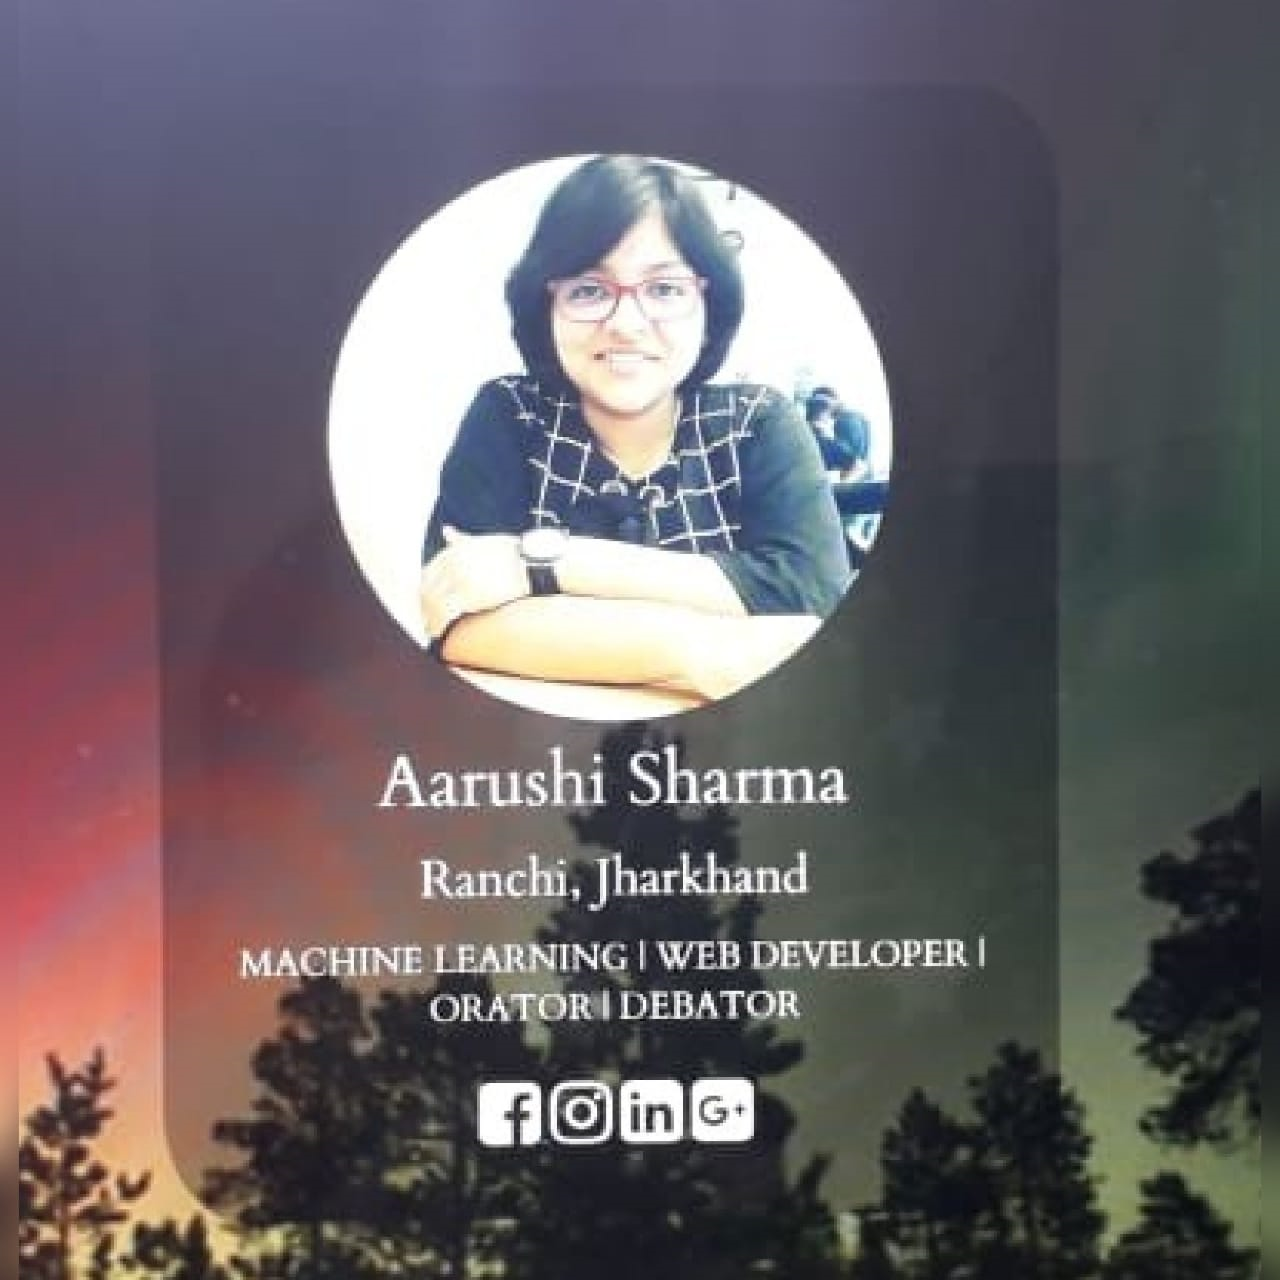 Aarushi Sharma
Ranchi, Jharkhand
MACHINE LEARNING | WEB DEVELOPER |
ORATOR | DEBATOR
f in G+